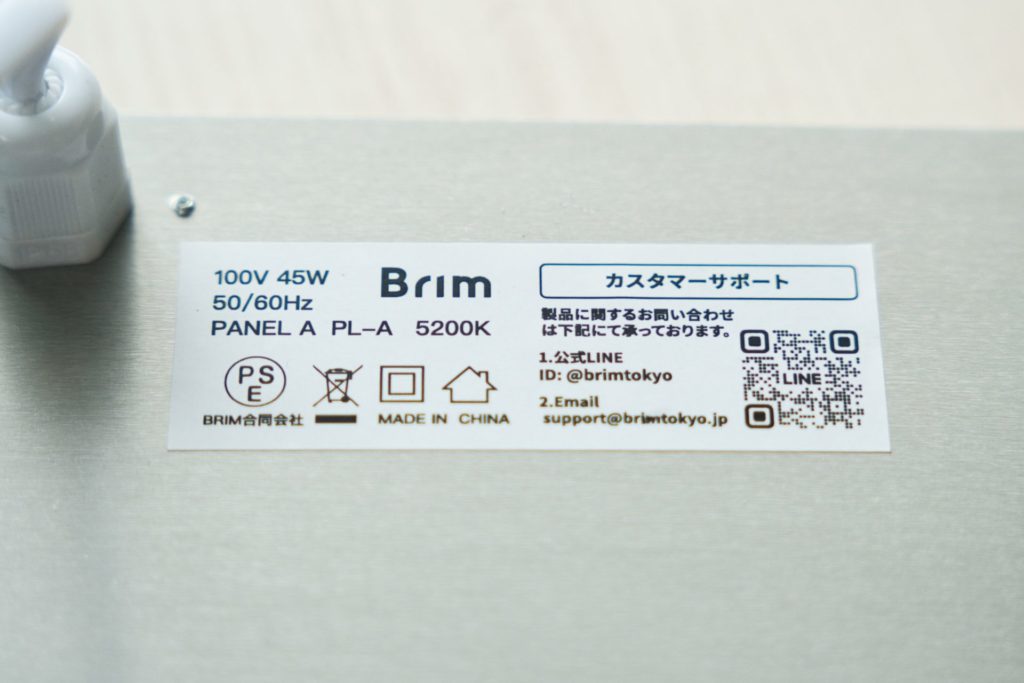 100V 45W
50/60Hz
PANEL A PL-A 5200K
Brim
PS
E
BRIM合同会社
MADE IN CHINA
カスタマーサポート
製品に関するお問い合わせ
は下記にて承っております。
1.公式LINE
ID: @brimtokyo
2.Email
support@brimtokyo.jp
LINE